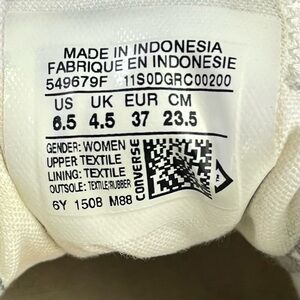 MADE IN INDONESIA
FABRIQUE EN INDONESIE
549679F 11S0DGRC00200
US UK EUR CM
6.5 4.5 37 23.5
GENDER: WOMEN
UPPER TEXTILE
LINING: TEXTILE
OUTSOLE: TEXTILE/RUBBER
6Y 1508 M88
CONVERSE